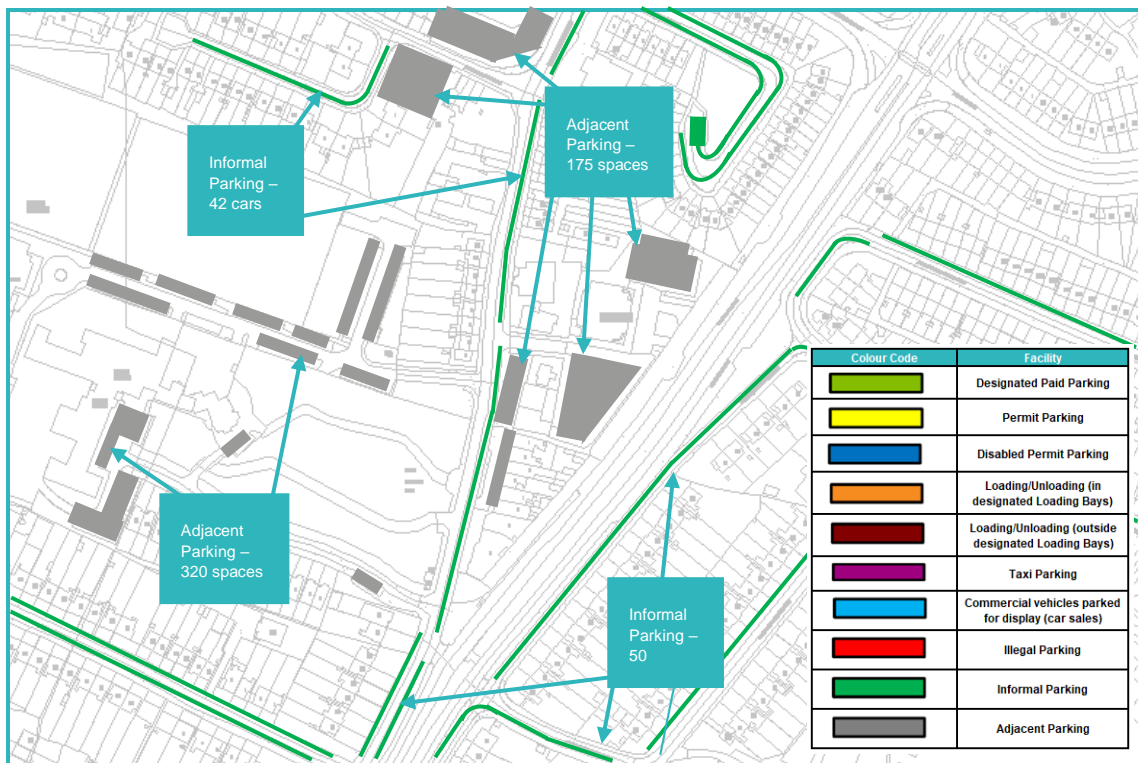 Adjacent
Parking –
175 spaces
Informal
Parking –
42 cars
Adjacent
Parking –
320 spaces
Informal
Parking –
50
Colour Code Facility
Designated Paid Parking
Permit Parking
Disabled Permit Parking
Loading/Unloading (in
designated Loading Bays)
Loading/Unloading (outside
designated Loading Bays)
Taxi Parking
Commercial vehicles parked
for display (car sales)
Illegal Parking
Informal Parking
Adjacent Parking